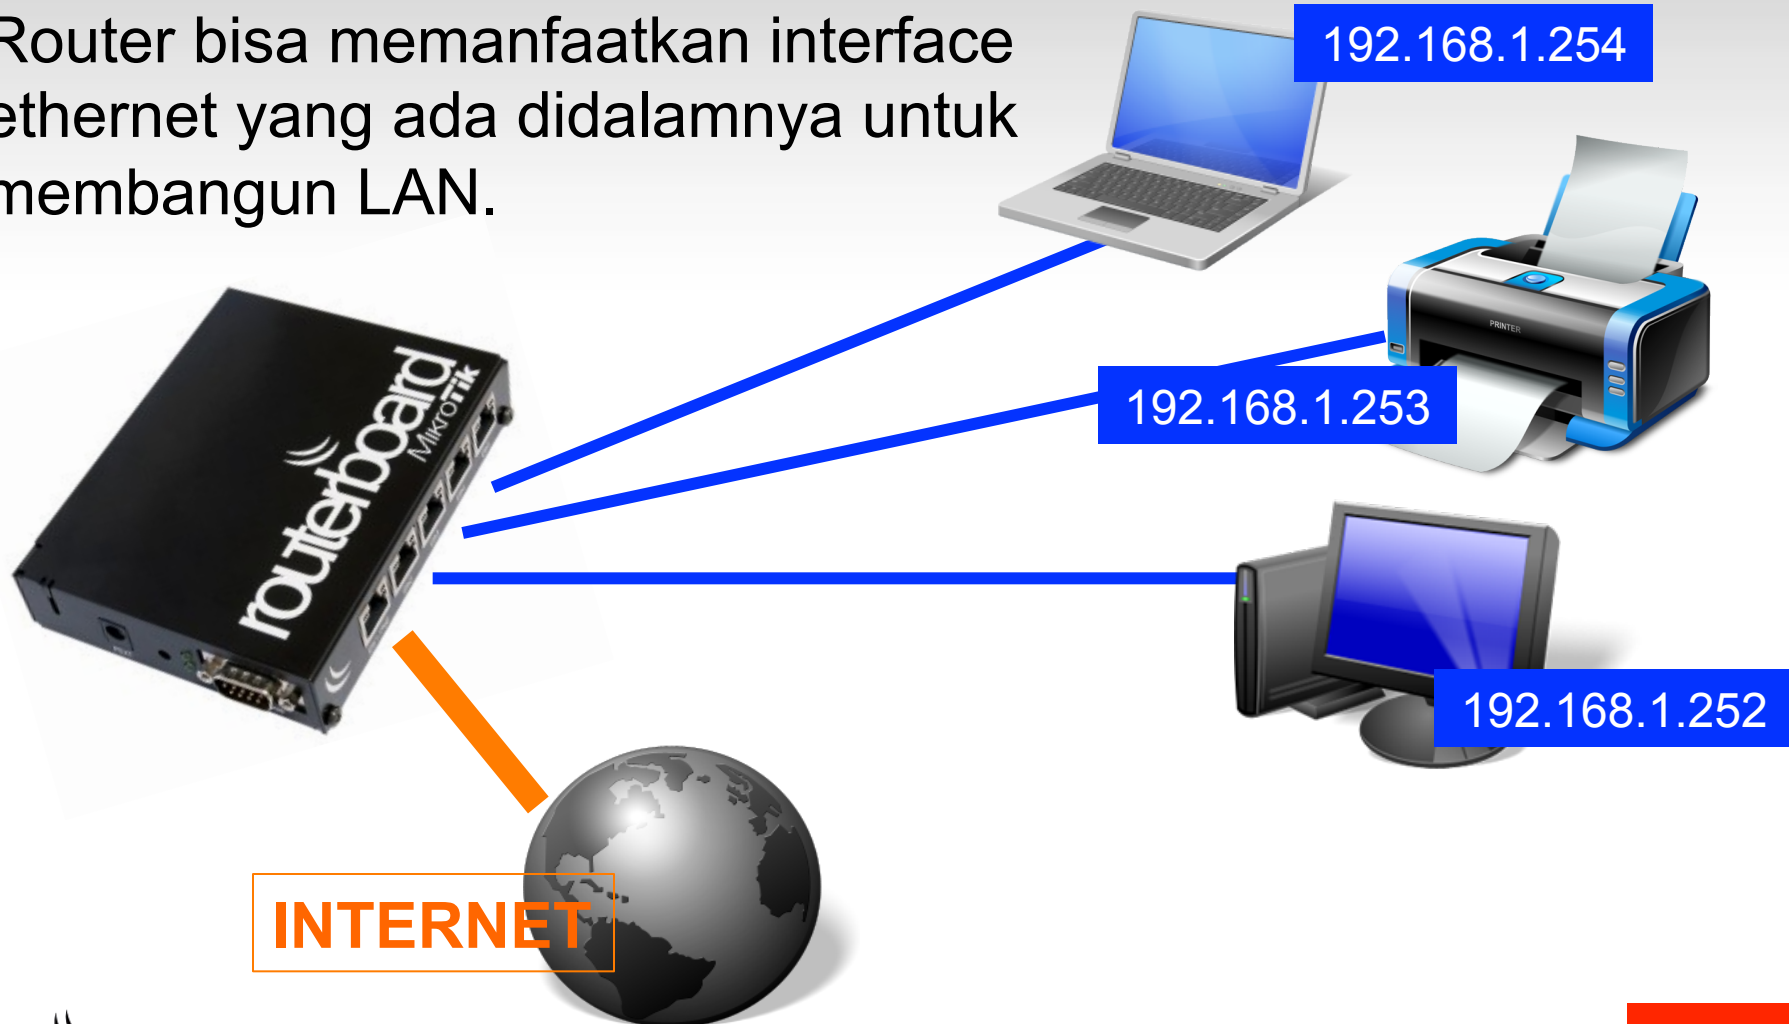 Router bisa memanfaatkan interface
ethernet yang ada didalamnya untuk
membangun LAN.
192.168.1.254
PRINTER
192.168.1.253
routerboard
MikroTik
192.168.1.252
INTERNET